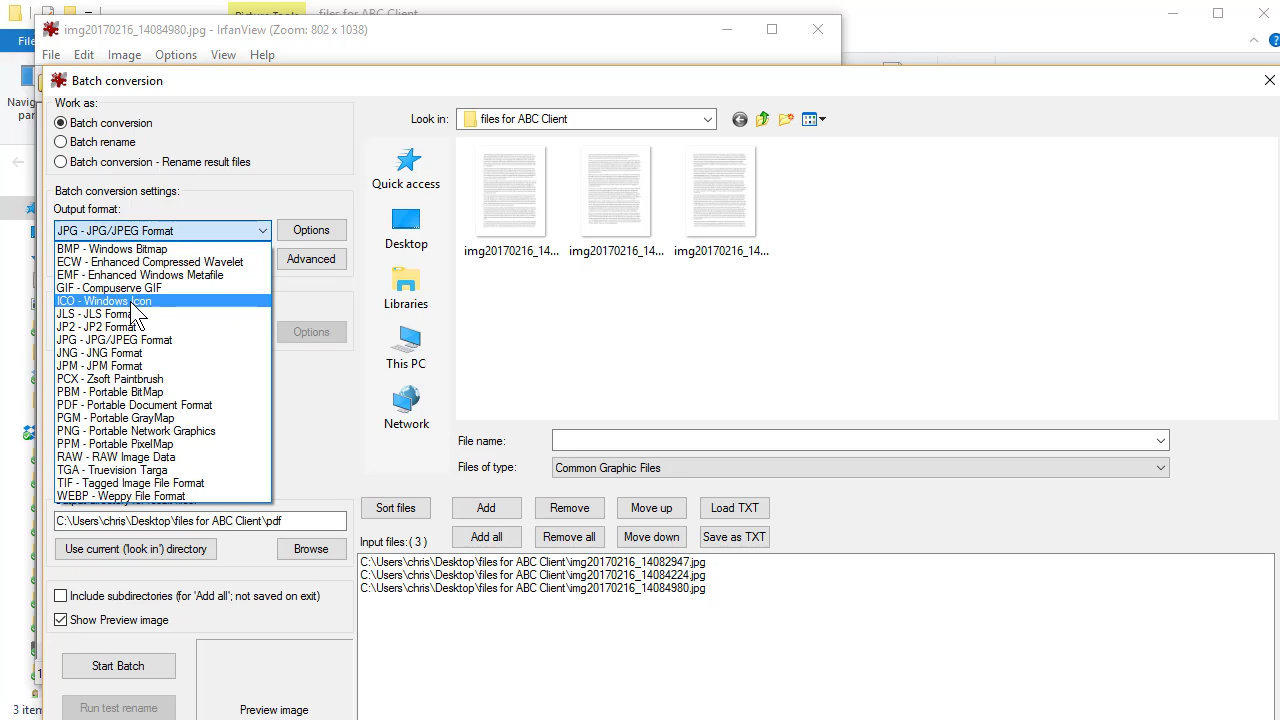 Picture Tools
files for ABC Client
File
img20170216_14084980.jpg - IrfanView (Zoom: 802 x 1038)
File Edit Image Options View Help
Batch conversion
Work as:
Batch conversion
Batch rename
Batch conversion - Rename result files
Batch conversion settings:
Output format:
JPG - JPG/JPEG Format
Options
Advanced
BMP - Windows Bitmap
ECW - Enhanced Compressed Wavelet
EMF - Enhanced Windows Metafile
GIF - Compuserve GIF
ICO - Windows Icon
JLS - JLS Format
JP2 - JP2 Format
JPG - JPG/JPEG Format
JNG - JNG Format
JPM - JPM Format
PCX - Zsoft Paintbrush
PBM - Portable BitMap
PDF - Portable Document Format
PGM - Portable GrayMap
PNG - Portable Network Graphics
PPM - Portable PixelMap
RAW - RAW Image Data
TGA - Truevision Targa
TIF - Tagged Image File Format
WEBP - Weppy File Format
Options
C:\Users\chris\Desktop\files for ABC Client\pdf
Use current ('look in') directory
Browse
Include subdirectories (for 'Add all'; not saved on exit)
Show Preview image
Start Batch
Run test rename
Preview image
Look in:
files for ABC Client
Quick access
Desktop
Libraries
This PC
Network
img20170216_14... img20170216_14... img20170216_14...
File name:
Files of type:
Common Graphic Files
Sort files Add Remove Move up Load TXT
Input files: ( 3 ) Add all Remove all Move down Save as TXT
C:\Users\chris\Desktop\files for ABC Client\img20170216_14082947.jpg
C:\Users\chris\Desktop\files for ABC Client\img20170216_14084224.jpg
C:\Users\chris\Desktop\files for ABC Client\img20170216_14084980.jpg
3 item